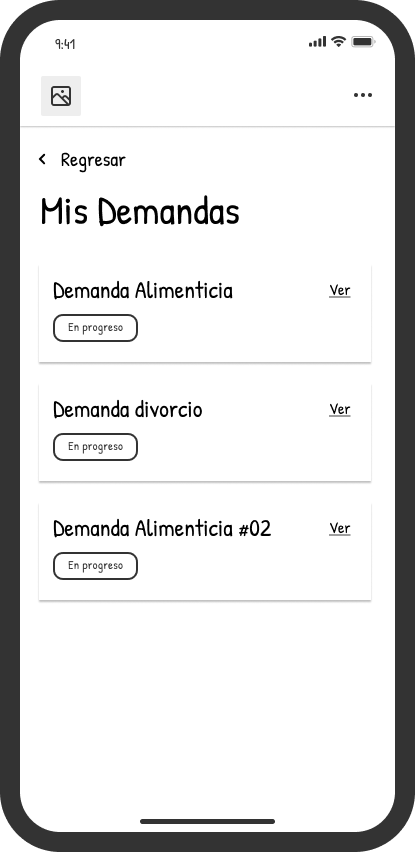 9:41
Regresar
Mis Demandas
Demanda Alimenticia
Ver
En progreso
Demanda divorcio
Ver
En progreso
Demanda Alimenticia #02
Ver
En progreso